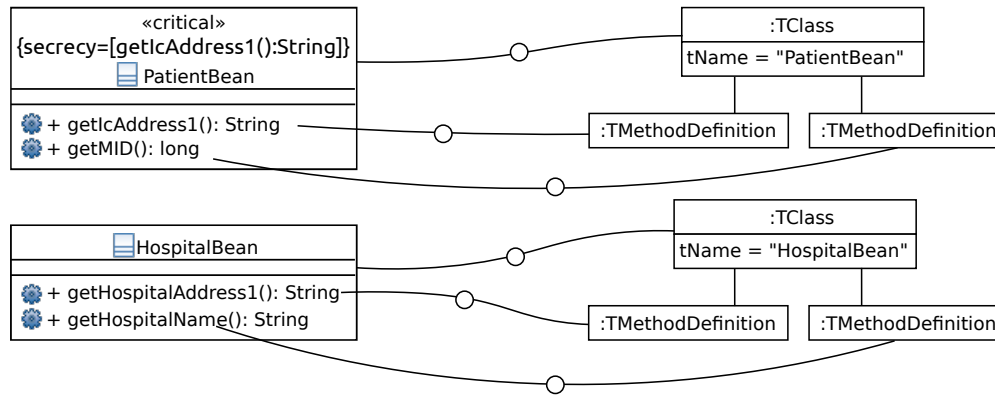 «critical»
{secrecy=[getIcAddress1():String]}
PatientBean
+ getIcAddress1(): String
+ getMID(): long
:TClass
tName = "PatientBean"
:TMethodDefinition
:TMethodDefinition
HospitalBean
+ getHospitalAddress1(): String
+ getHospitalName(): String
:TClass
tName = "HospitalBean"
:TMethodDefinition
:TMethodDefinition